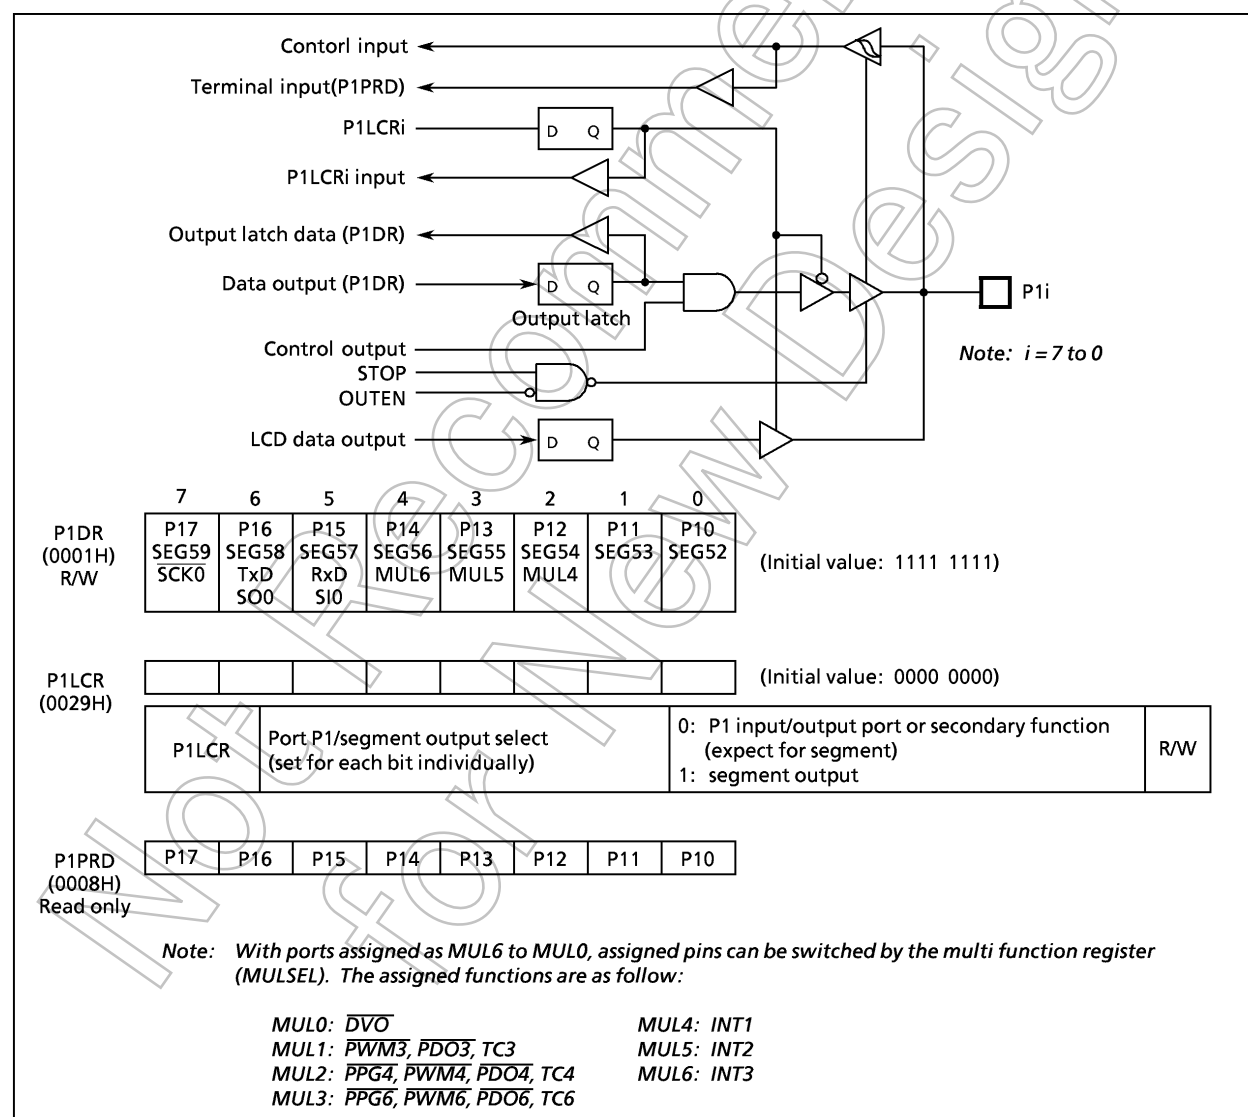 Contorl input
Terminal input(P1PRD)
P1LCRi
D Q
P1LCRi input
Output latch data (P1DR)
Data output (P1DR)
D Q
Output latch
P1i
Control output
Note: i = 7 to 0
STOP
OUTEN
LCD data output
D Q
7 6 5 4 3 2 1 0
P1DR
(0001H)
R/W
P17 P16 P15 P14 P13 P12 P11 P10
SEG59 SEG58 SEG57 SEG56 SEG55 SEG54 SEG53 SEG52
SCK0 TxD RxD MUL6 MUL5 MUL4
SO0 SI0
(Initial value: 1111 1111)
P1LCR
(0029H)
(Initial value: 0000 0000)
P1LCR
Port P1/segment output select
(set for each bit individually)
0: P1 input/output port or secondary function
(expect for segment)
1: segment output
R/W
P1PRD
(0008H)
Read only
P17 P16 P15 P14 P13 P12 P11 P10
Note: With ports assigned as MUL6 to MUL0, assigned pins can be switched by the multi function register
(MULSEL). The assigned functions are as follow:
MUL0: DVO
MUL1: PWM3, PDO3, TC3
MUL2: PPG4, PWM4, PDO4, TC4
MUL3: PPG6, PWM6, PDO6, TC6
MUL4: INT1
MUL5: INT2
MUL6: INT3
Not Recomme
for New Desig